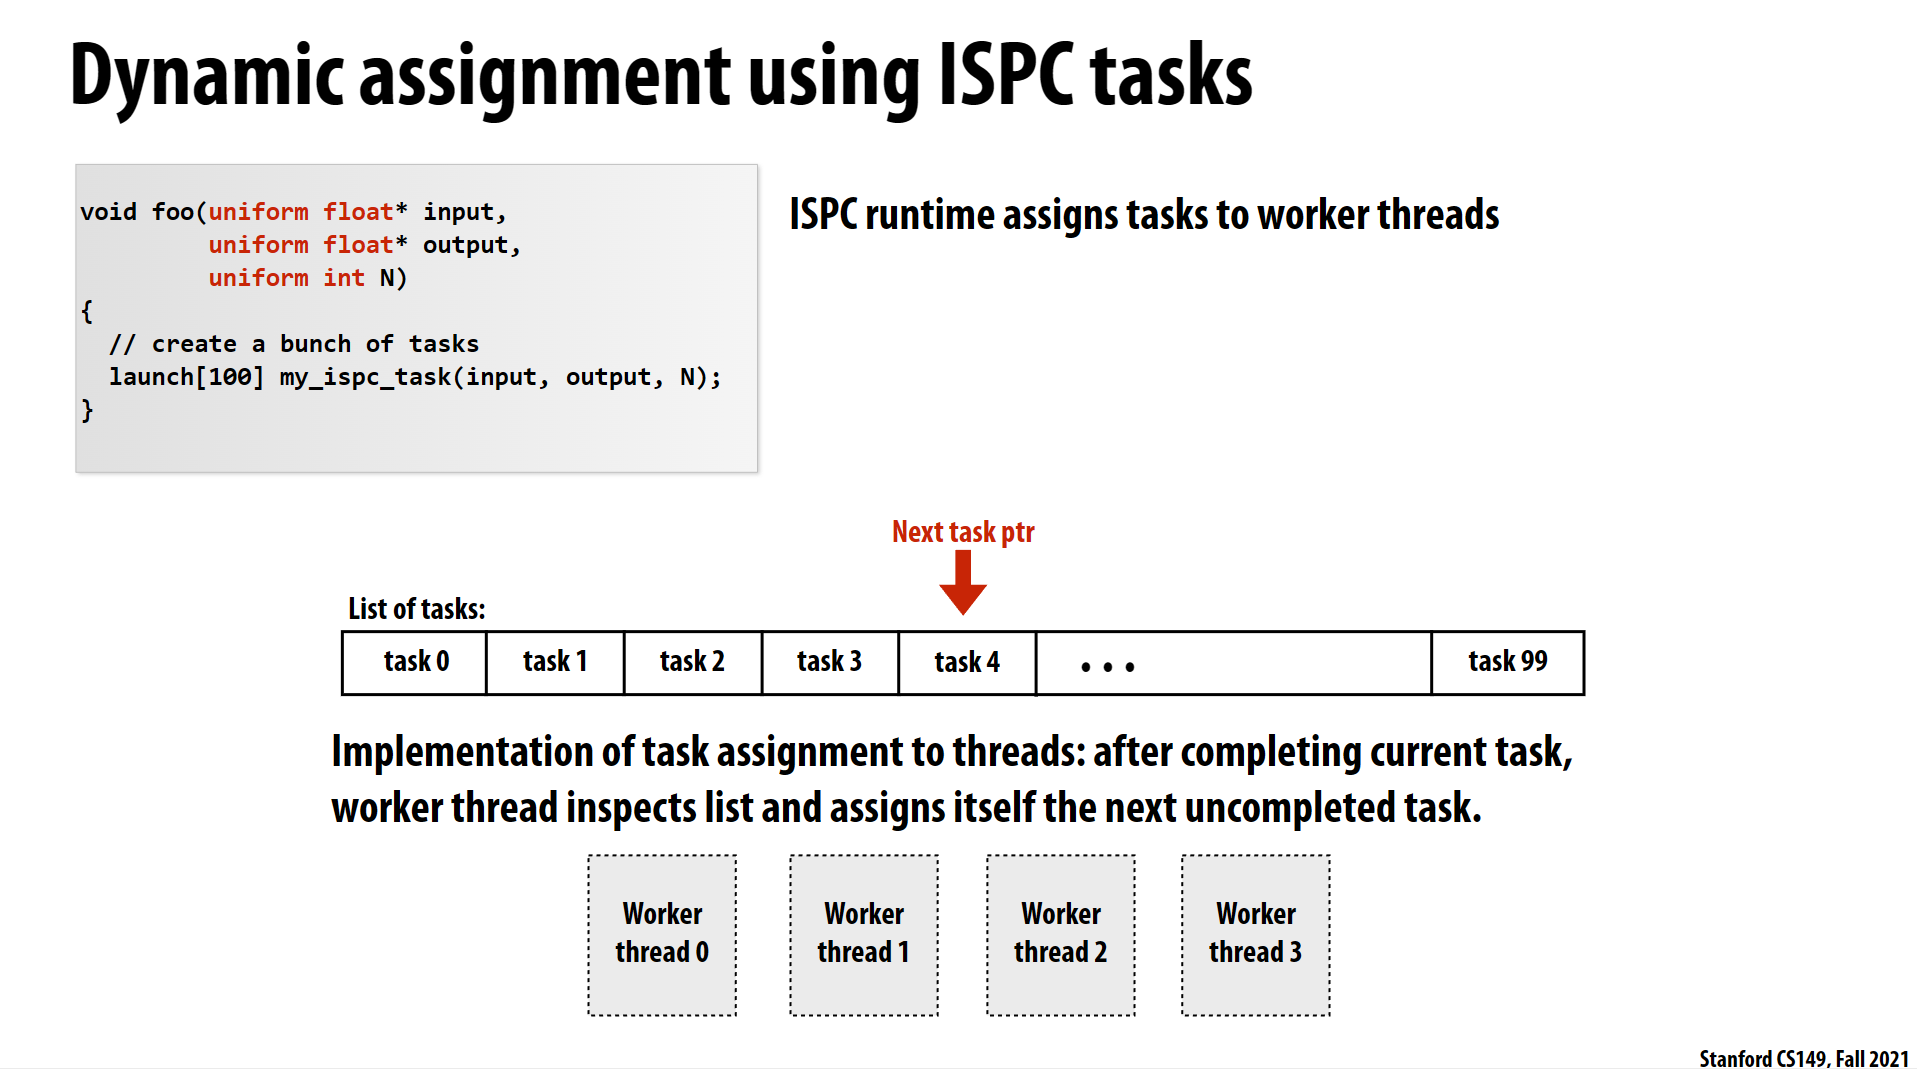 Dynamic assignment using ISPC tasks
void foo(uniform float* input,
uniform float* output,
uniform int N)
{
// create a bunch of tasks
launch[100] my_ispc_task(input, output, N);
}
ISPC runtime assigns tasks to worker threads
Next task ptr
List of tasks:
task 0 task 1 task 2 task 3 task 4 ... task 99
Implementation of task assignment to threads: after completing current task,
worker thread inspects list and assigns itself the next uncompleted task.
Worker
thread 0
Worker
thread 1
Worker
thread 2
Worker
thread 3
Stanford CS149, Fall 2021